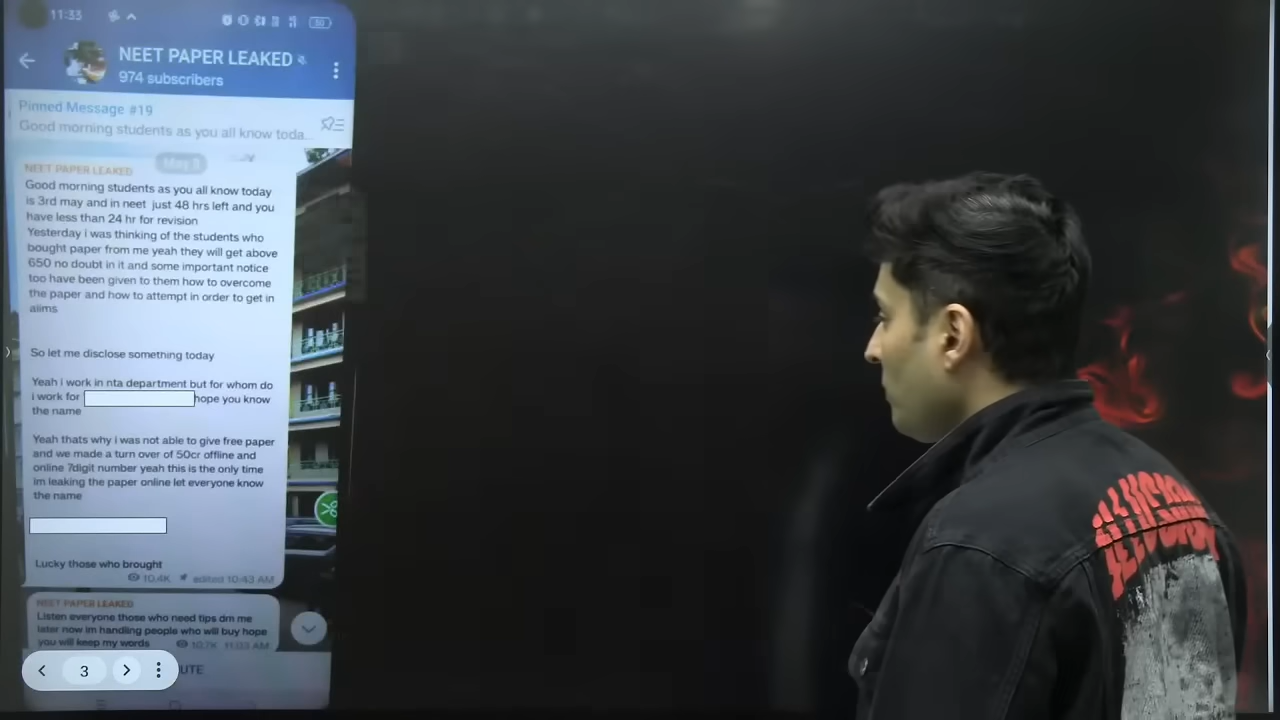 11:33
80
NEET PAPER LEAKED
974 subscribers
Pinned Message #19
Good morning students as you all know toda...
NEET PAPER LEAKED
Good morning students as you all know today
is 3rd may and in neet just 48 hrs left and you
have less than 24 hr for revision
Yesterday i was thinking of the students who
bought paper from me yeah they will get above
650 no doubt in it and some important notice
too have been given to them how to overcome
the paper and how to attempt in order to get in
aiims
So let me disclose something today
Yeah i work in nta department but for whom do
i work for hope you know
the name
Yeah thats why i was not able to give free paper
and we made a turn over of 50cr offline and
online 7digit number yeah this is the only time
im leaking the paper online let everyone know
the name
Lucky those who brought
10.4K edited 10:43 AM
NEET PAPER LEAKED
Listen everyone those who need tips dm me
later now im handling people who will buy hope
you will keep my words 10.7K 11:03 AM
3
UTE